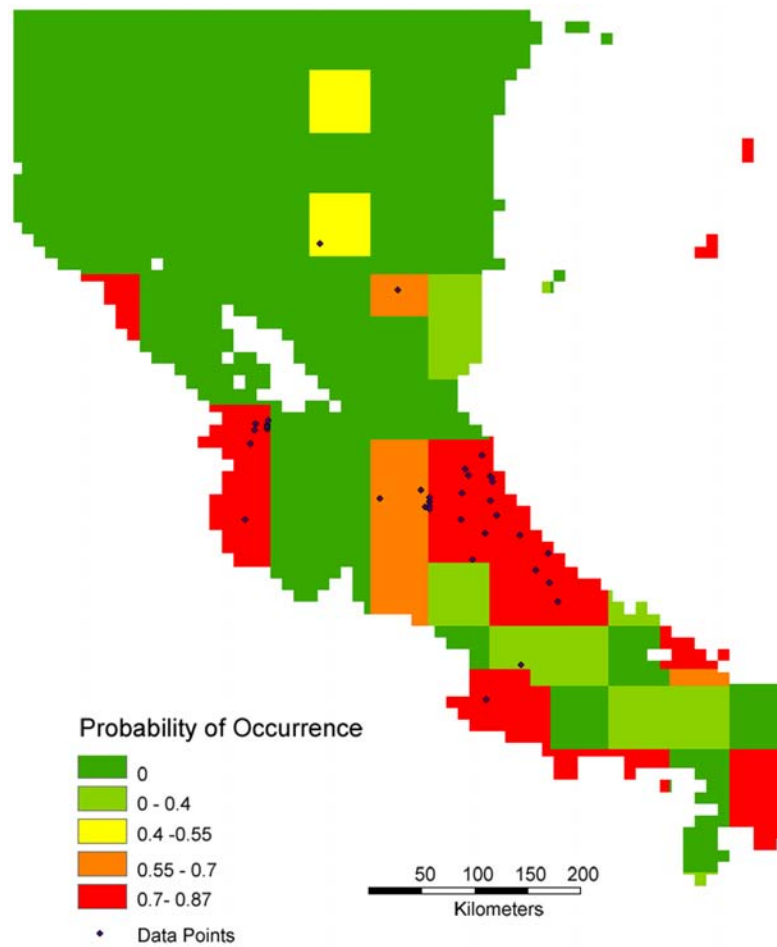 Probability of Occurrence
0
0 - 0.4
0.4 -0.55
0.55 - 0.7
0.7- 0.87
Data Points
50 100 150 200
Kilometers